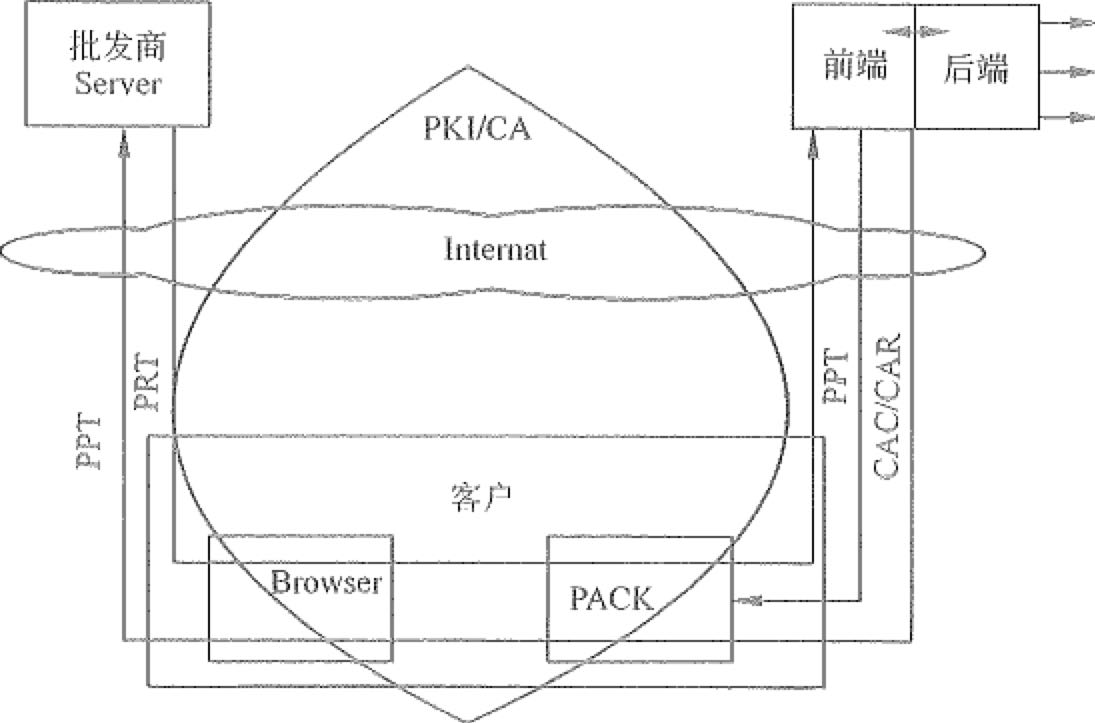 批发商
Server
前端
后端
PKI/CA
Internat
PRT
PPT
PPT
CAC/CAR
客户
Browser
PACK